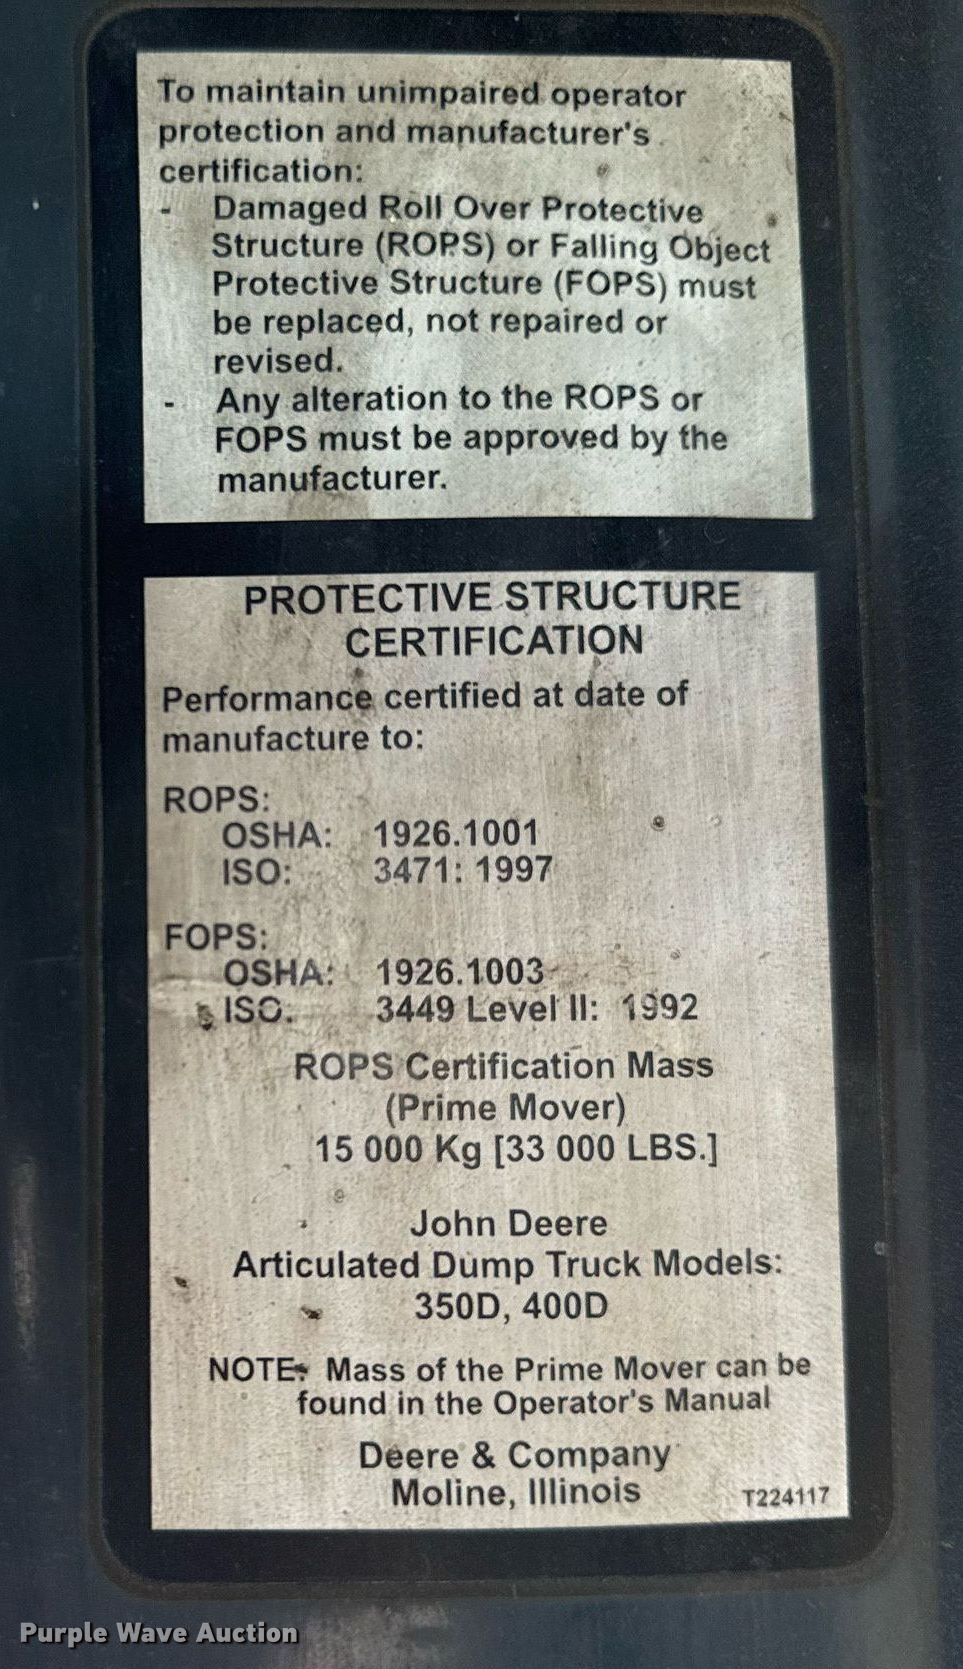 To maintain unimpaired operator
protection and manufacturer's
certification:
- Damaged Roll Over Protective
Structure (ROPS) or Falling Object
Protective Structure (FOPS) must
be replaced, not repaired or
revised.
- Any alteration to the ROPS or
FOPS must be approved by the
manufacturer.
PROTECTIVE STRUCTURE
CERTIFICATION
Performance certified at date of
manufacture to:
ROPS:
OSHA: 1926.1001
ISO: 3471: 1997
FOPS:
OSHA: 1926.1003
ISO: 3449 Level II: 1992
ROPS Certification Mass
(Prime Mover)
15 000 Kg [33 000 LBS.]
John Deere
Articulated Dump Truck Models:
350D, 400D
NOTE: Mass of the Prime Mover can be
found in the Operator's Manual
Deere & Company
Moline, Illinois T224117
Purple Wave Auction